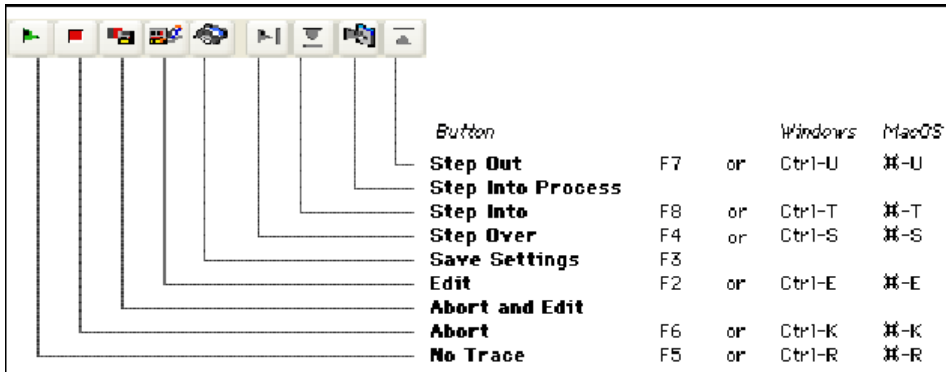 Button Windows MacOS
Step Out F7 or Ctrl-U ⌘-U
Step Into Process
Step Into F8 or Ctrl-T ⌘-T
Step Over F4 or Ctrl-S ⌘-S
Save Settings F3
Edit F2 or Ctrl-E ⌘-E
Abort and Edit
Abort F6 or Ctrl-K ⌘-K
No Trace F5 or Ctrl-R ⌘-R